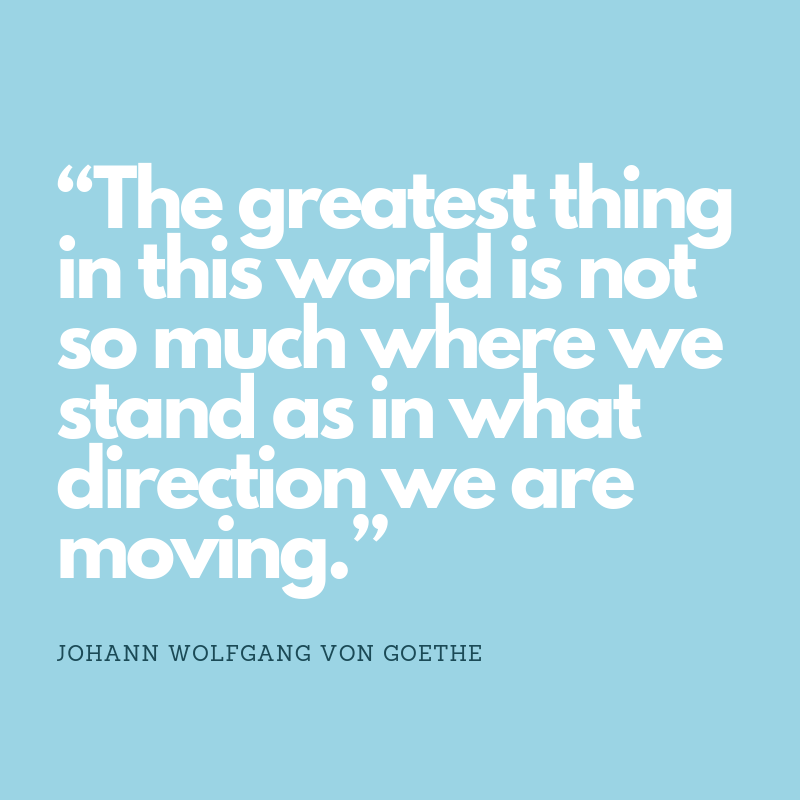 “The greatest thing
in this world is not
so much where we
stand as in what
direction we are
moving.”
JOHANN WOLFGANG VON GOETHE